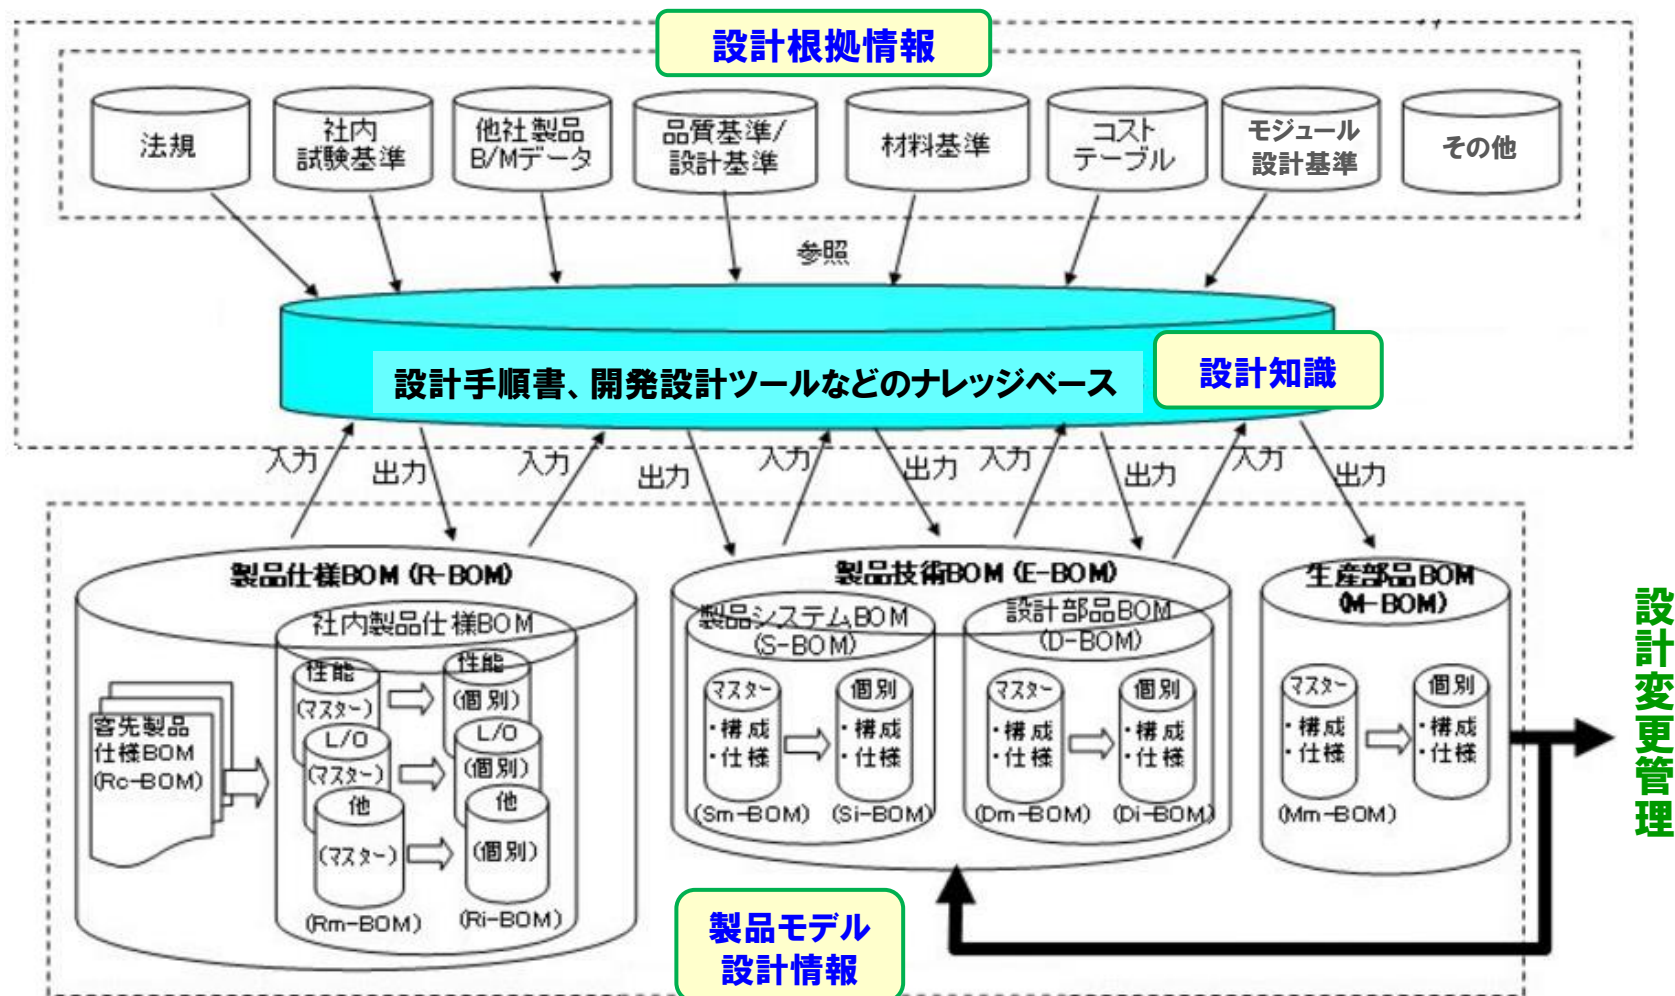 設計根拠情報
法規
社内
試験基準
他社製品
B/Mデータ
品質基準/
設計基準
材料基準
コスト
テーブル
モジュール
設計基準
その他
参照
設計手順書、開発設計ツールなどのナレッジベース
設計知識
入力
出力
入力
出力
入力
出力
入力
出力
入力
出力
製品仕様BOM (R-BOM)
社内製品仕様BOM
客先製品
仕様BOM
(Rc-BOM)
性能
(マスター)
性能
(個別)
L/O
(マスター)
L/O
(個別)
他
(マスター)
他
(個別)
(Rm-BOM)
(Ri-BOM)
製品技術BOM (E-BOM)
製品システムBOM
(S-BOM)
マスター
・構成
・仕様
個別
・構成
・仕様
(Sm-BOM)
(Si-BOM)
設計部品BOM
(D-BOM)
マスター
・構成
・仕様
個別
・構成
・仕様
(Dm-BOM)
(Di-BOM)
生産部品BOM
(M-BOM)
マスター
・構成
・仕様
個別
・構成
・仕様
(Mm-BOM)
設計変更管理
製品モデル
設計情報